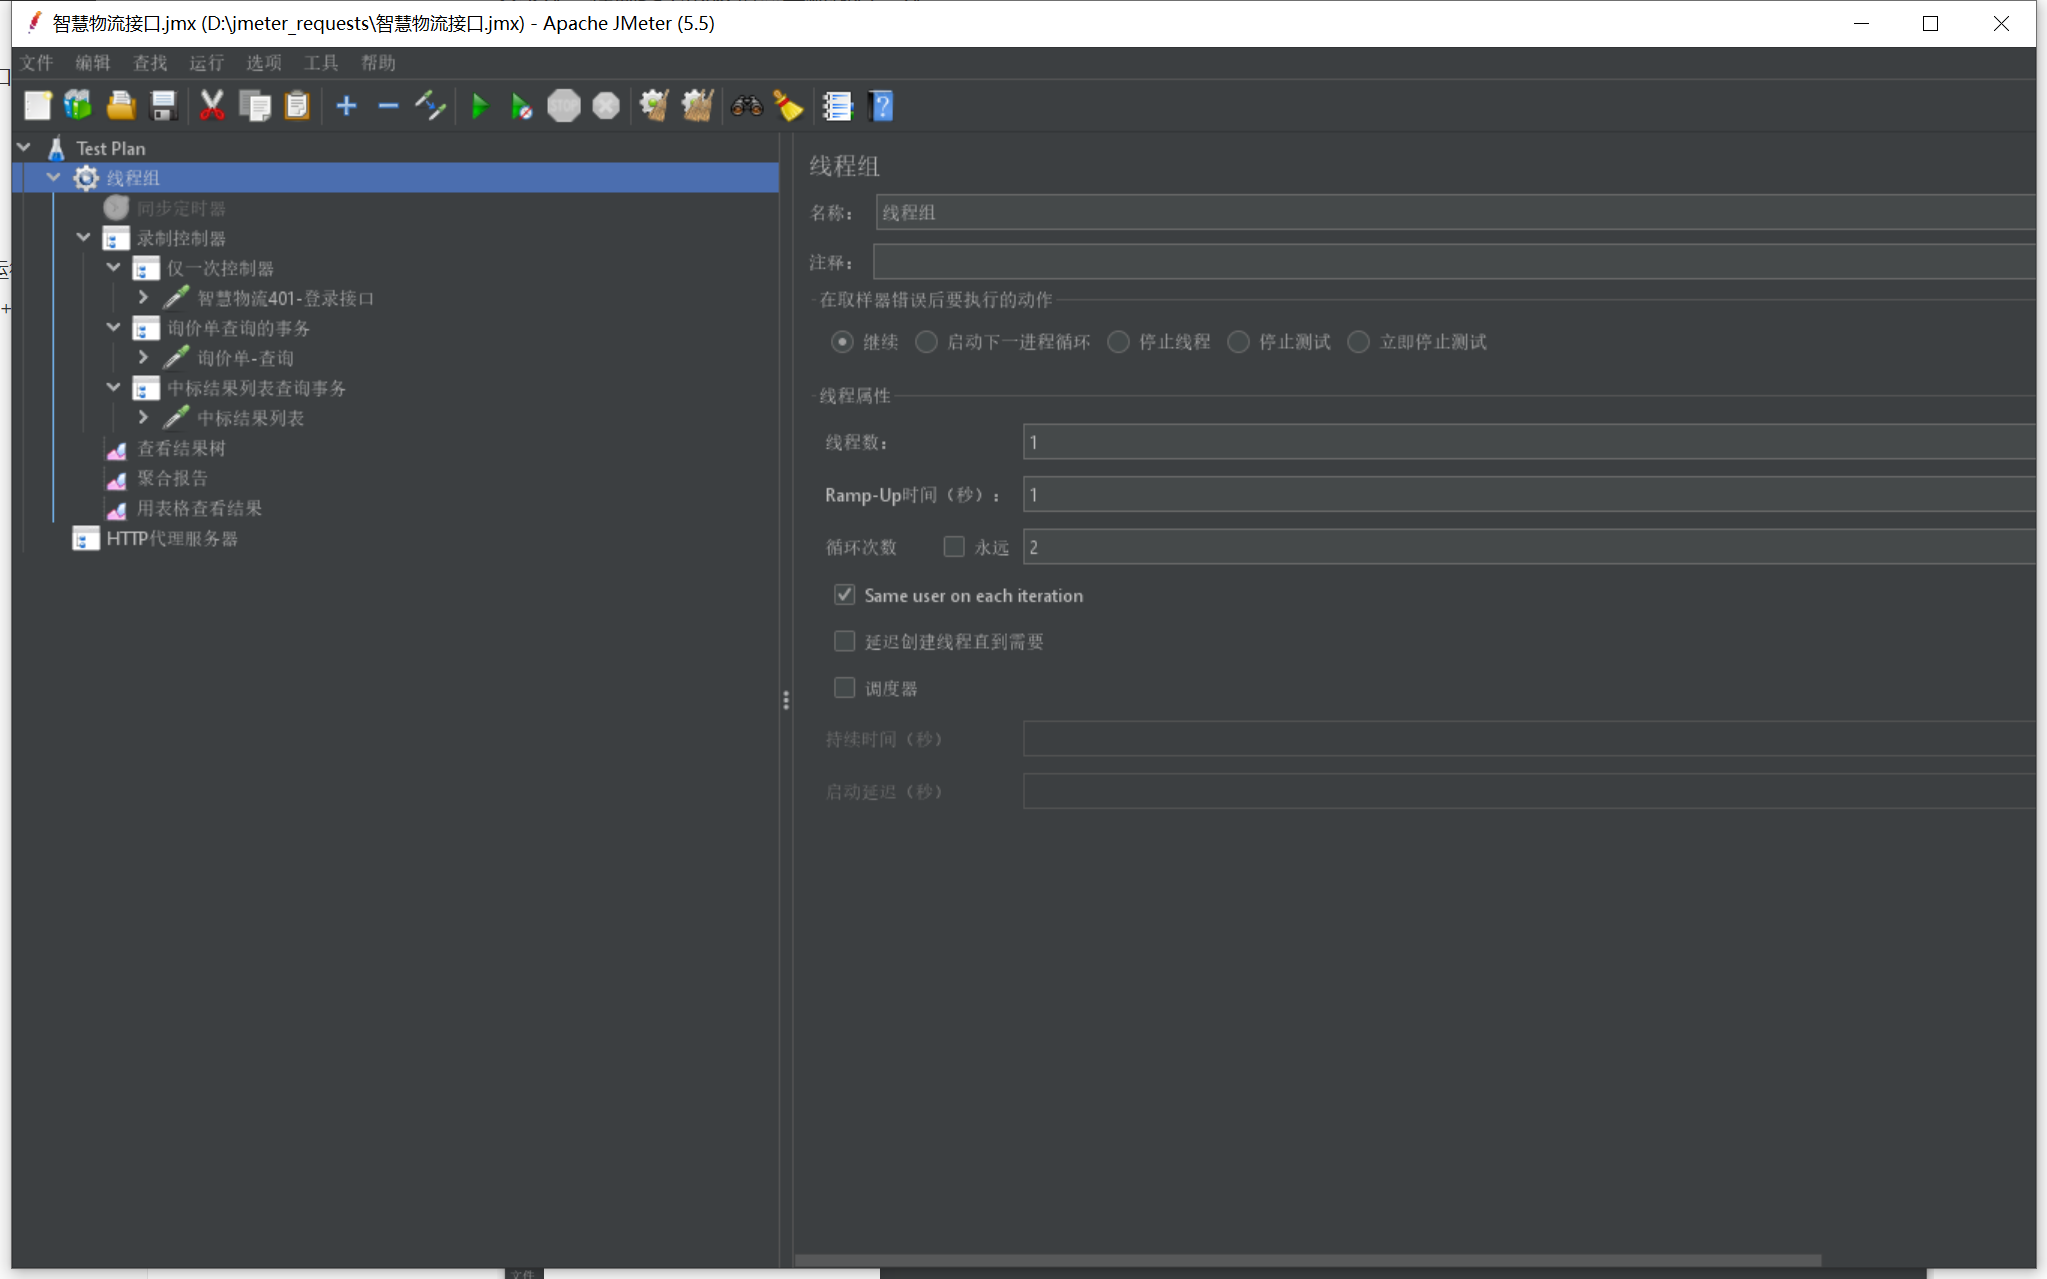 智慧物流接口.jmx (D:\jmeter_requests\智慧物流接口.jmx) - Apache JMeter (5.5)
文件 编辑 查找 运行 选项 工具 帮助
STOP
Test Plan
线程组
同步定时器
录制控制器
仅一次控制器
智慧物流401-登录接口
询价单查询的事务
询价单-查询
中标结果列表查询事务
中标结果列表
查看结果树
聚合报告
用表格查看结果
HTTP代理服务器
线程组
名称： 线程组
注释：
在取样器错误后要执行的动作
继续 启动下一进程循环 停止线程 停止测试 立即停止测试
线程属性
线程数： 1
Ramp-Up时间（秒）： 1
循环次数 永远 2
Same user on each iteration
延迟创建线程直到需要
调度器
持续时间（秒）
启动延迟（秒）
文件